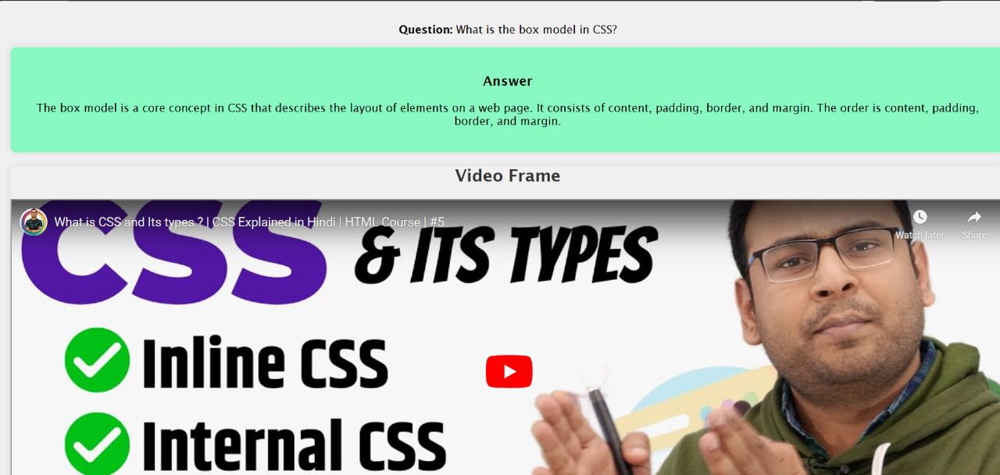 Question: What is the box model in CSS?
Answer
The box model is a core concept in CSS that describes the layout of elements on a web page. It consists of content, padding, border, and margin. The order is content, padding,
border, and margin.
Video Frame
What is CSS and Its types ? | CSS Explained in Hindi | HTML Course | #5
Watch later
Share
CSS
& ITS TYPES
Inline CSS
Internal CSS